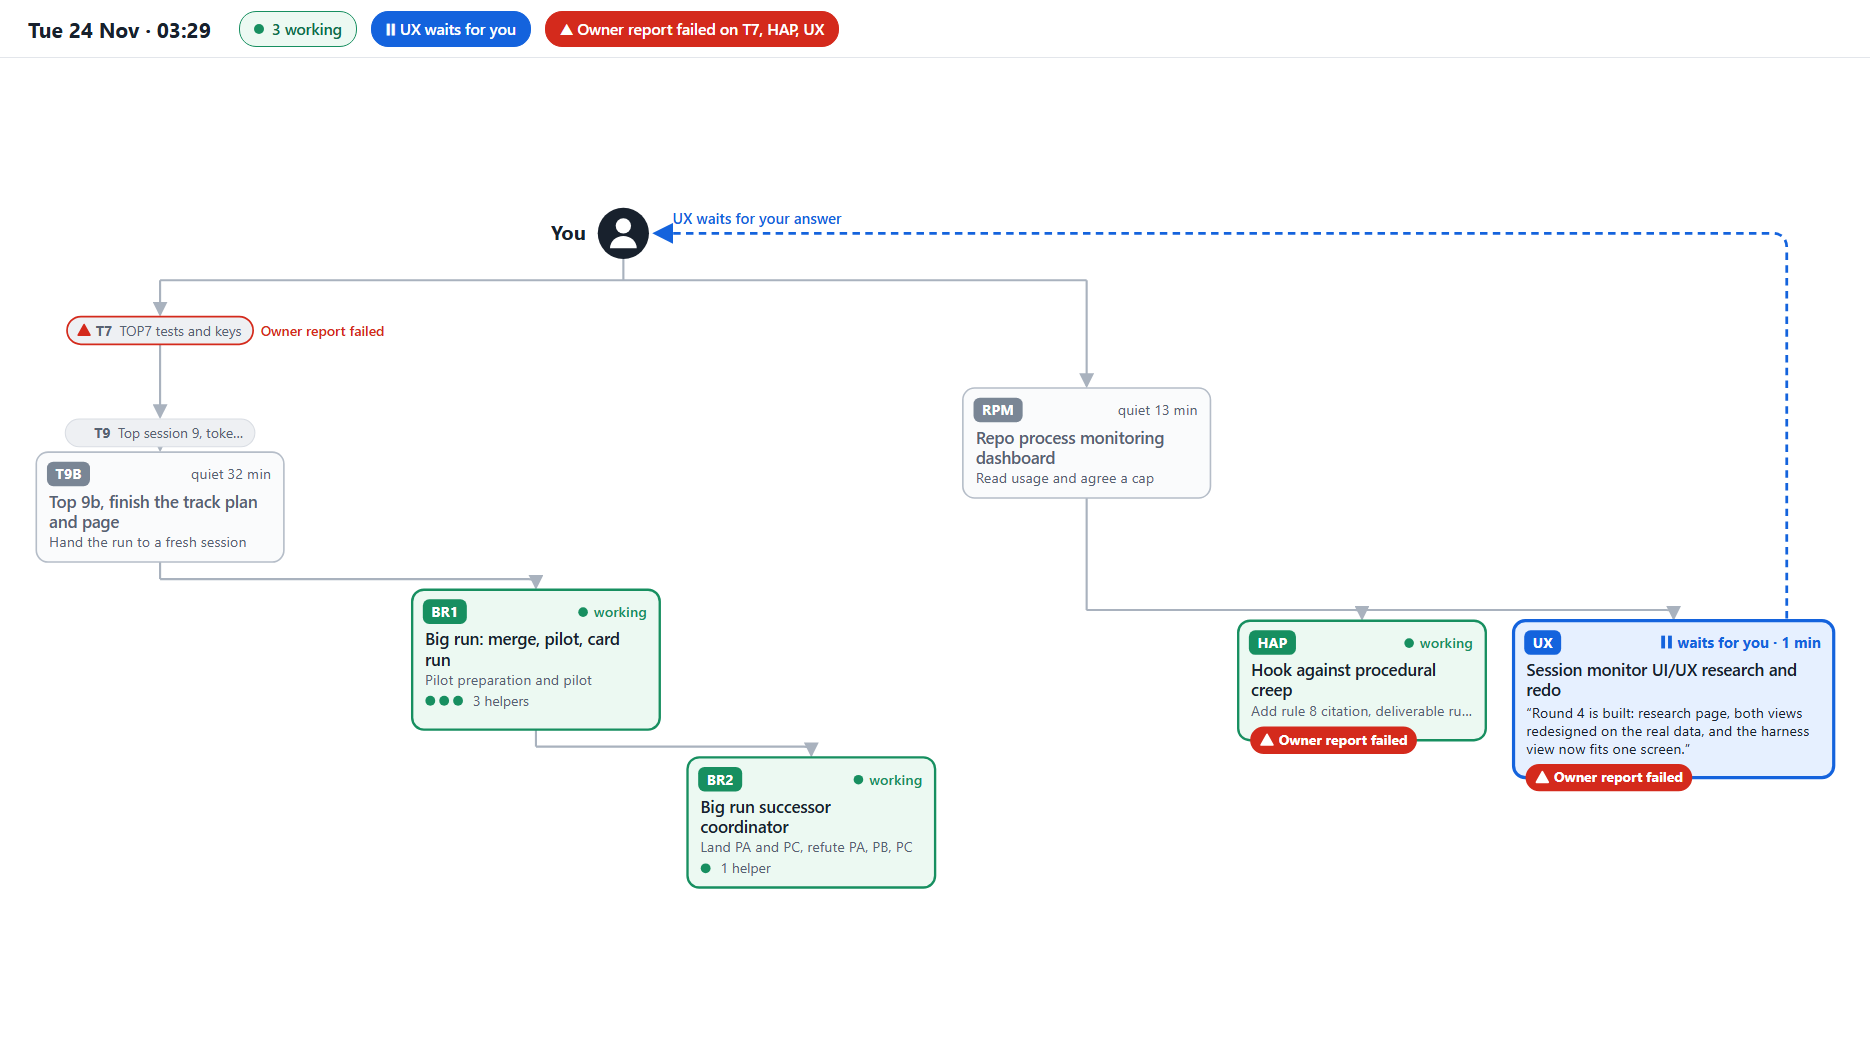 Tue 24 Nov · 03:29
3 working
UX waits for you
Owner report failed on T7, HAP, UX
You
UX waits for your answer
T7 TOP7 tests and keys
Owner report failed
T9 Top session 9, toke...
T9B
quiet 32 min
Top 9b, finish the track plan
and page
Hand the run to a fresh session
RPM
quiet 13 min
Repo process monitoring
dashboard
Read usage and agree a cap
BR1
working
Big run: merge, pilot, card
run
Pilot preparation and pilot
3 helpers
BR2
working
Big run successor
coordinator
Land PA and PC, refute PA, PB, PC
1 helper
HAP
working
Hook against procedural
creep
Add rule 8 citation, deliverable ru...
Owner report failed
UX
waits for you · 1 min
Session monitor UI/UX research and
redo
“Round 4 is built: research page, both views
redesigned on the real data, and the harness
view now fits one screen.”
Owner report failed